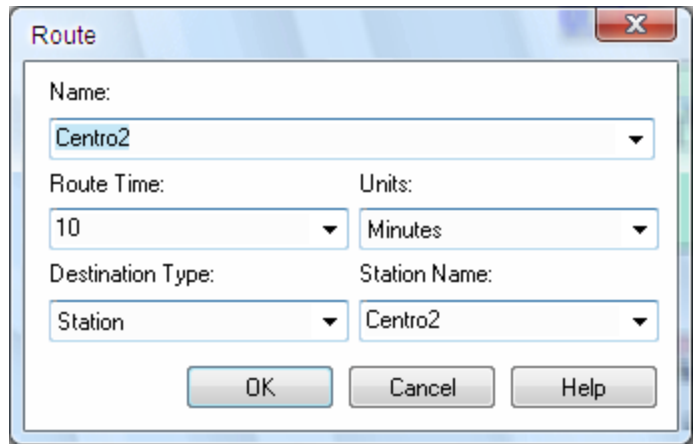 Route
Name:
Centro2
Route Time: Units:
10 Minutes
Destination Type: Station Name:
Station Centro2
OK Cancel Help